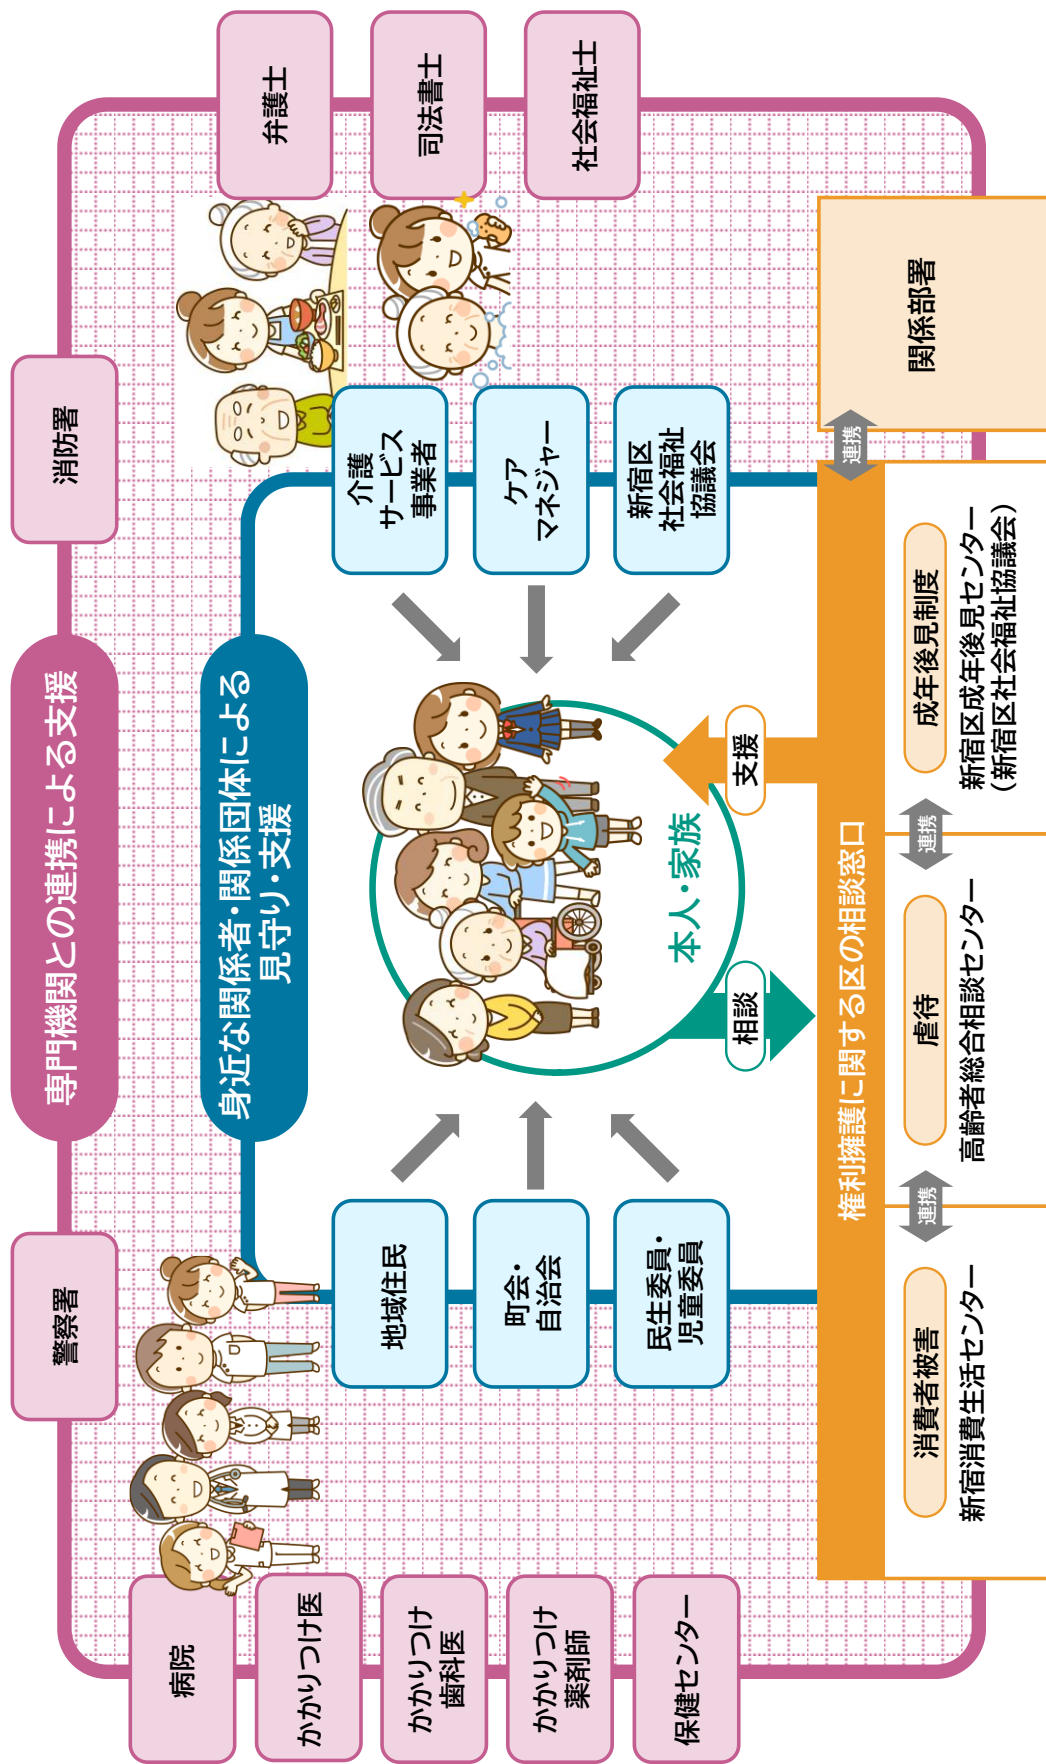 専門機関との連携による支援
警察署
消防署
病院
かかりつけ医
かかりつけ
歯科医
かかりつけ
薬剤師
保健センター
弁護士
司法書士
社会福祉士
身近な関係者・関係団体による
見守り・支援
地域住民
町会・
自治会
民生委員・
児童委員
介護
サービス
事業者
ケア
マネジャー
新宿区
社会福祉
協議会
本人・家族
相談
支援
権利擁護に関する区の相談窓口
消費者被害
新宿消費生活センター
連携
虐待
高齢者総合相談センター
連携
成年後見制度
新宿区成年後見センター
（新宿区社会福祉協議会）
連携
関係部署